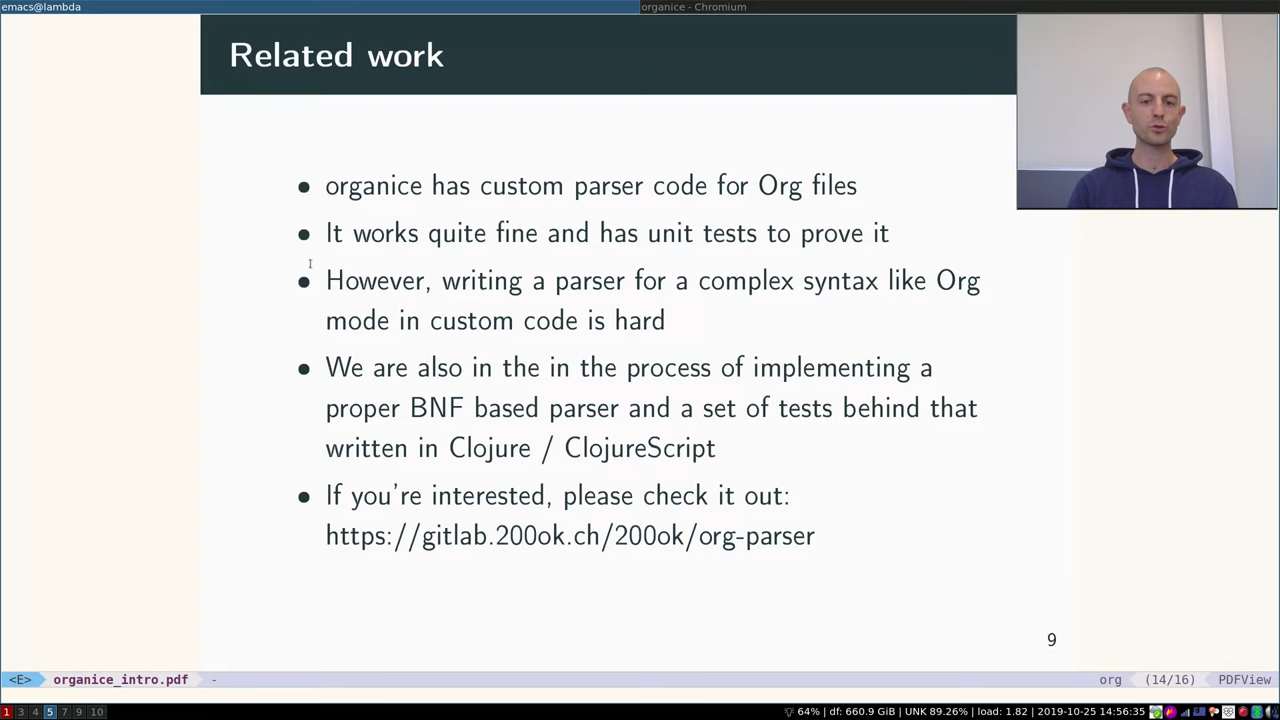 emacs@lambda
organice - Chromium
Related work
• organice has custom parser code for Org files
• It works quite fine and has unit tests to prove it
• However, writing a parser for a complex syntax like Org
mode in custom code is hard
• We are also in the in the process of implementing a
proper BNF based parser and a set of tests behind that
written in Clojure / ClojureScript
• If you're interested, please check it out:
https://gitlab.200ok.ch/200ok/org-parser
9
<E> organice_intro.pdf - org (14/16) PDFView
1 3 4 5 7 9 10 64% | df: 660.9 GiB | UNK 89.26% | load: 1.82 | 2019-10-25 14:56:35